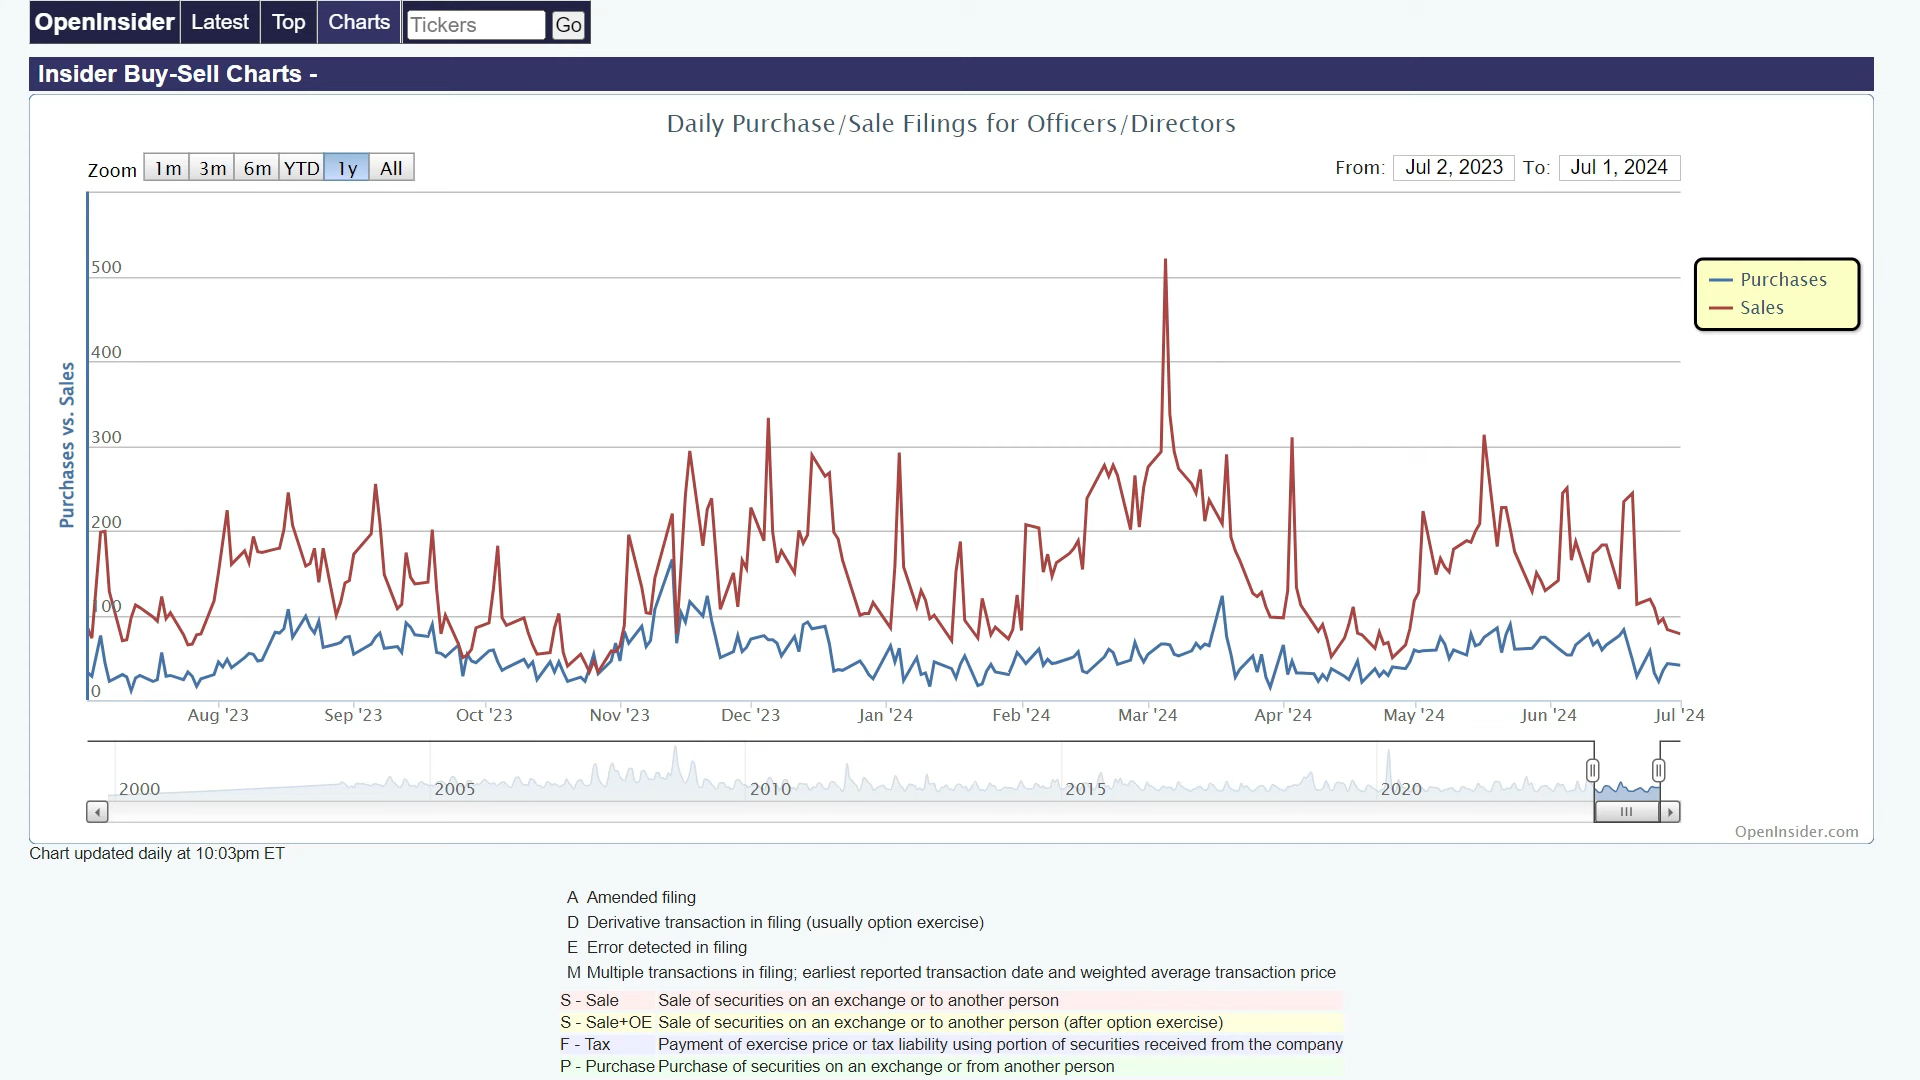 OpenInsider Latest Top Charts Tickers Go
Insider Buy-Sell Charts -
Daily Purchase/Sale Filings for Officers/Directors
Zoom 1m 3m 6m YTD 1y All From: Jul 2, 2023 To: Jul 1, 2024
Purchases vs. Sales
500
400
300
200
100
0
Purchases
Sales
Aug '23 Sep '23 Oct '23 Nov '23 Dec '23 Jan '24 Feb '24 Mar '24 Apr '24 May '24 Jun '24 Jul '24
2000 2005 2010 2015 2020
OpenInsider.com
Chart updated daily at 10:03pm ET
A Amended filing
D Derivative transaction in filing (usually option exercise)
E Error detected in filing
M Multiple transactions in filing; earliest reported transaction date and weighted average transaction price
S - Sale Sale of securities on an exchange or to another person
S - Sale+OE Sale of securities on an exchange or to another person (after option exercise)
F - Tax Payment of exercise price or tax liability using portion of securities received from the company
P - Purchase Purchase of securities on an exchange or from another person